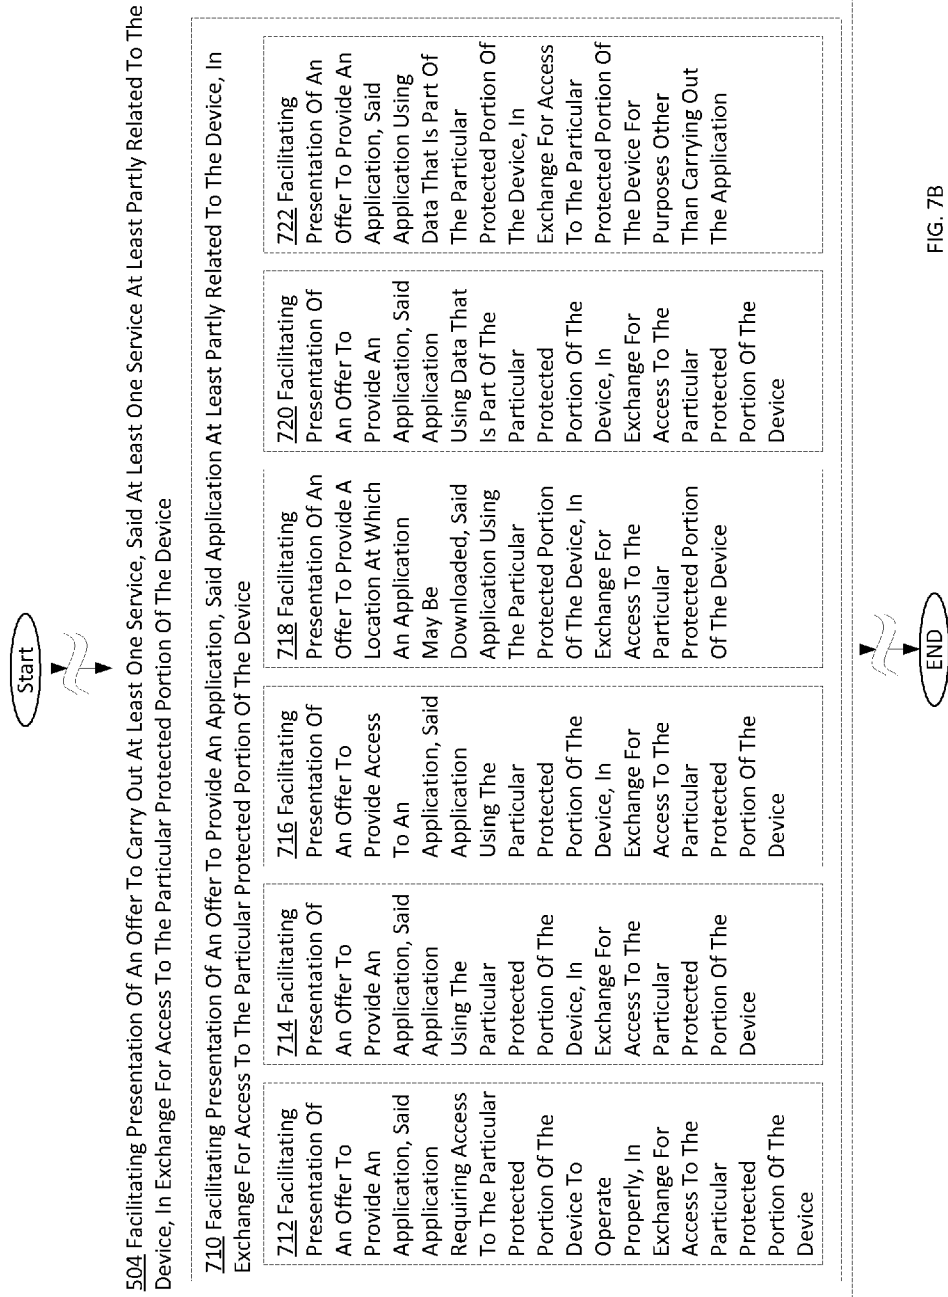 Start
504 Facilitating Presentation Of An Offer To Carry Out At Least One Service, Said At Least One Service At Least Partly Related To The
Device, In Exchange For Access To The Particular Protected Portion Of The Device
710 Facilitating Presentation Of An Offer To Provide An Application, Said Application At Least Partly Related To The Device, In
Exchange For Access To The Particular Protected Portion Of The Device
712 Facilitating
Presentation Of
An Offer To
Provide An
Application, Said
Application
Requiring Access
To The Particular
Protected
Portion Of The
Device To
Operate
Properly, In
Exchange For
Access To The
Particular
Protected
Portion Of The
Device
714 Facilitating
Presentation Of
An Offer To
Provide An
Application, Said
Application
Using The
Particular
Protected
Portion Of The
Device, In
Exchange For
Access To The
Particular
Protected
Portion Of The
Device
716 Facilitating
Presentation Of
An Offer To
Provide Access
To An
Application, Said
Application
Using The
Particular
Protected
Portion Of The
Device, In
Exchange For
Access To The
Particular
Protected
Portion Of The
Device
718 Facilitating
Presentation Of An
Offer To Provide A
Location At Which
An Application
May Be
Downloaded, Said
Application Using
The Particular
Protected Portion
Of The Device, In
Exchange For
Access To The
Particular
Protected Portion
Of The Device
720 Facilitating
Presentation Of
An Offer To
Provide An
Application, Said
Application
Using Data That
Is Part Of The
Particular
Protected
Portion Of The
Device, In
Exchange For
Access To The
Particular
Protected
Portion Of The
Device
722 Facilitating
Presentation Of An
Offer To Provide An
Application, Said
Application Using
Data That Is Part Of
The Particular
Protected Portion Of
The Device, In
Exchange For Access
To The Particular
Protected Portion Of
The Device For
Purposes Other
Than Carrying Out
The Application
END
FIG. 7B